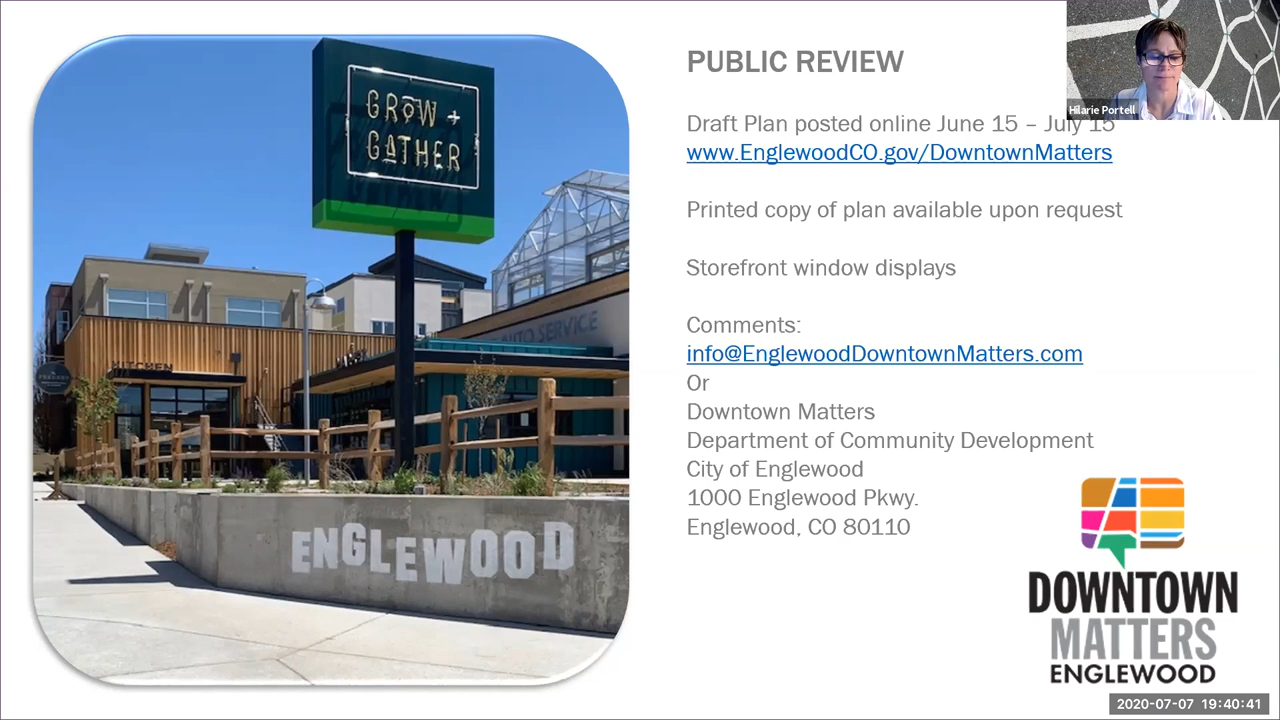 GROW +
GATHER
AUTO SERVICE
KITCHEN
ENGLEWOOD
PUBLIC REVIEW
Hilarie Portell
Draft Plan posted online June 15 – July 15
www.EnglewoodCO.gov/DowntownMatters
Printed copy of plan available upon request
Storefront window displays
Comments:
info@EnglewoodDowntownMatters.com
Or
Downtown Matters
Department of Community Development
City of Englewood
1000 Englewood Pkwy.
Englewood, CO 80110
DOWNTOWN
MATTERS
ENGLEWOOD
2020-07-07 19:40:41